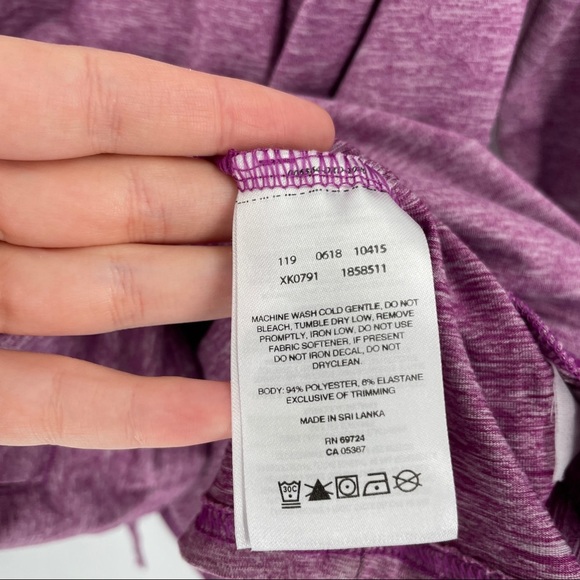 119 0618 10415
XK0791 1858511
MACHINE WASH COLD GENTLE, DO NOT
BLEACH, TUMBLE DRY LOW, REMOVE
PROMPTLY, IRON LOW, DO NOT USE
FABRIC SOFTENER, IF PRESENT
DO NOT IRON DECAL, DO NOT
DRYCLEAN.
BODY: 94% POLYESTER, 6% ELASTANE
EXCLUSIVE OF TRIMMING
MADE IN SRI LANKA
RN 69724
CA 05367
30C